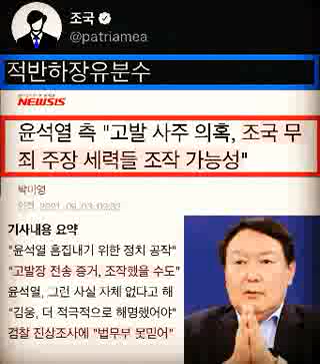 조국
@patriamea
적반하장유분수
NEWSIS
윤석열 측 "고발 사주 의혹, 조국 무
죄 주장 세력들 조작 가능성"
박미영
기사내용 요약
"윤석열 흠집내기 위한 정치 공작"
"고발장 전송 증거, 조작했을 수도"
윤석열, 그런 사실 자체 없다고 해
"김웅, 더 적극적으로 해명했어야"
검찰 진상조사에 "법무부 못믿어"